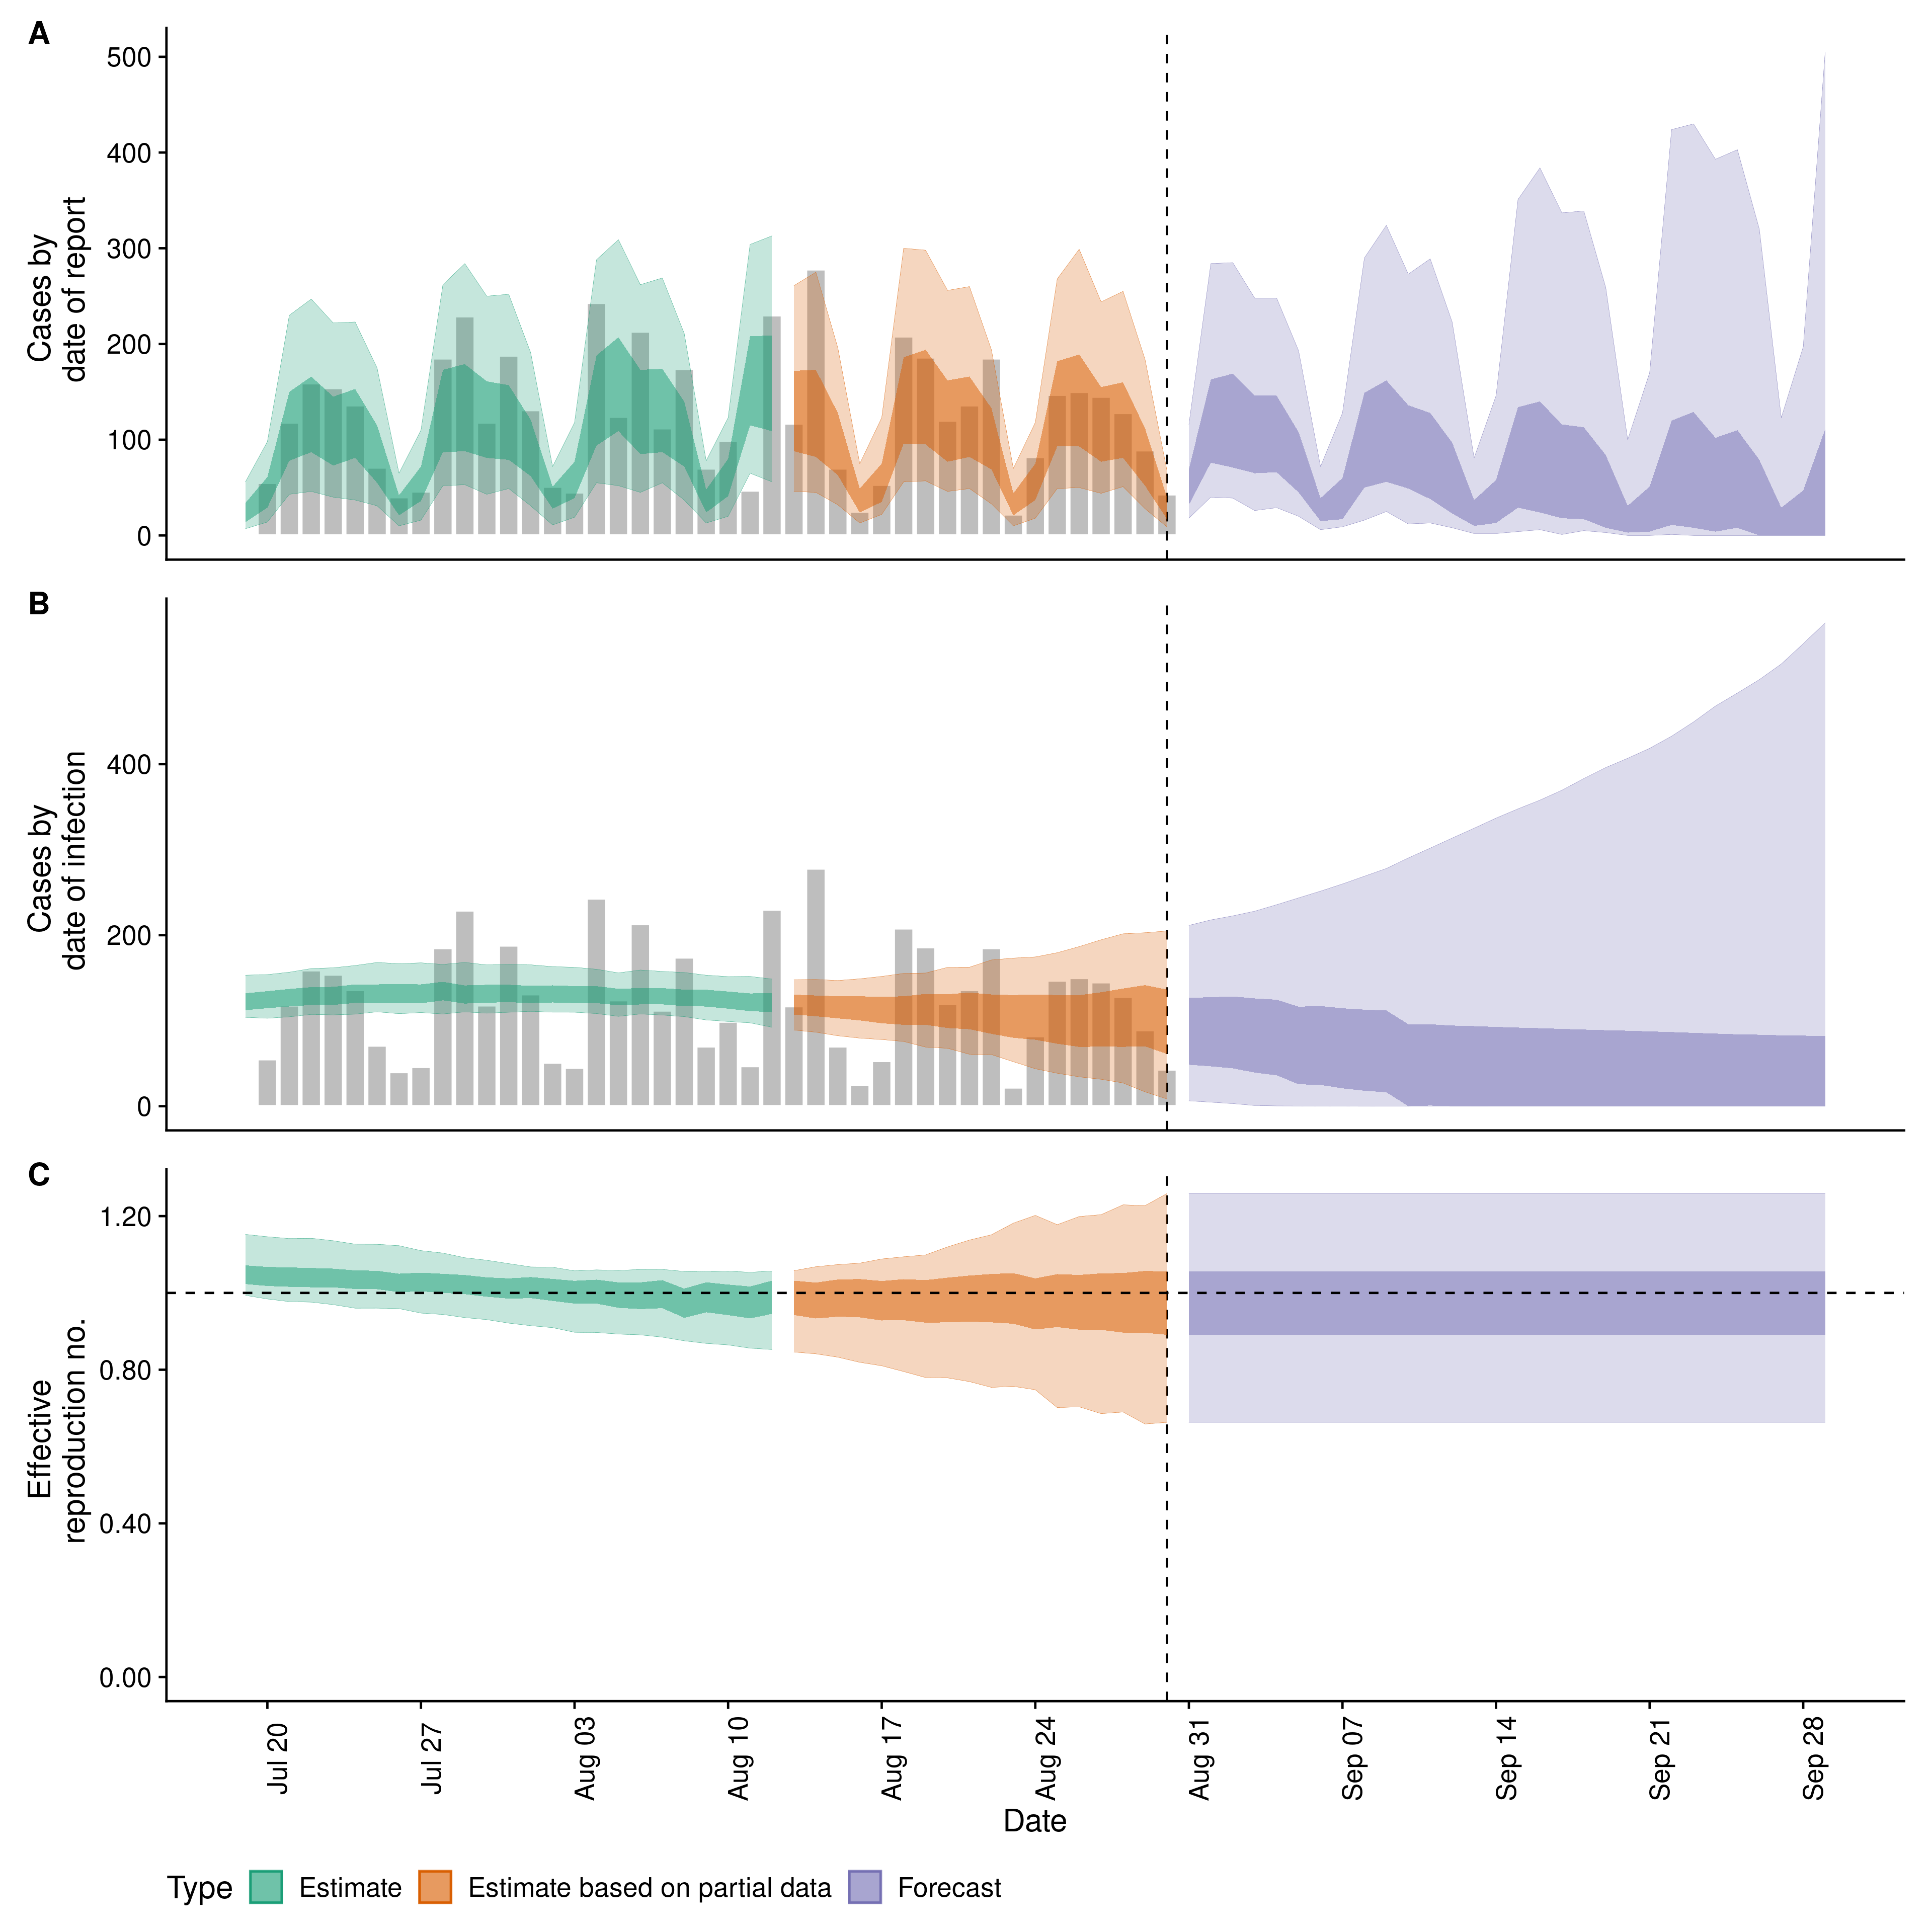 A
500
400
300
200
100
0
Cases by
date of report
B
400
200
0
Cases by
date of infection
C
1.20
0.80
0.40
0.00
Effective
reproduction no.
Jul 20
Jul 27
Aug 03
Aug 10
Aug 17
Aug 24
Aug 31
Sep 07
Sep 14
Sep 21
Sep 28
Date
Type Estimate Estimate based on partial data Forecast